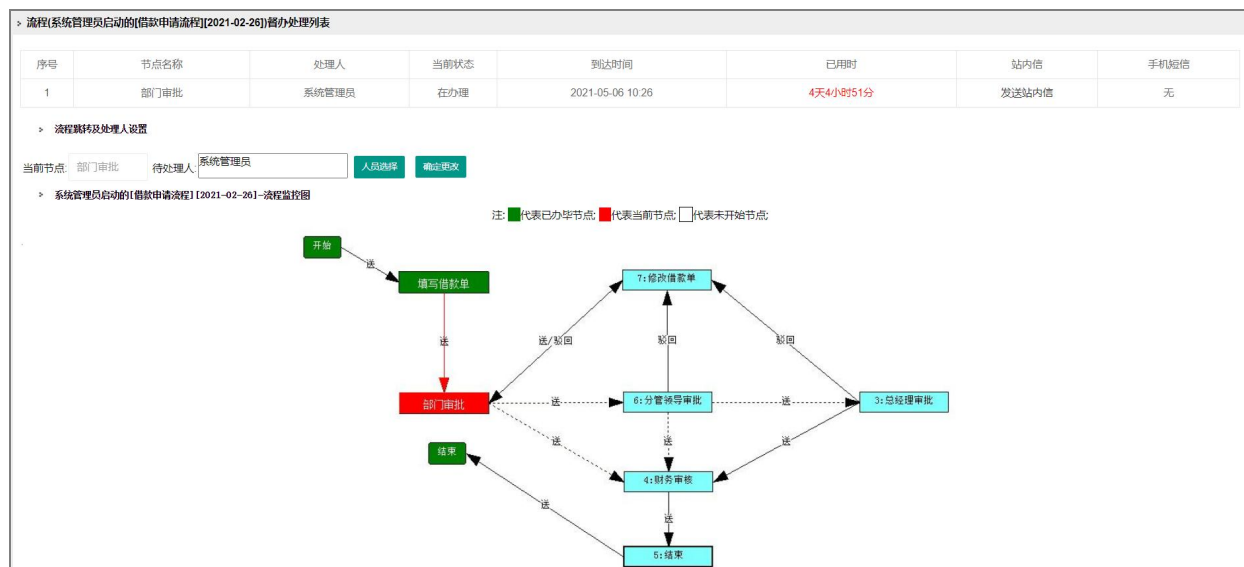 流程(系统管理员启动的[借款申请流程][2021-02-26])督办处理列表
序号 节点名称 处理人 当前状态 到达时间 已用时 站内信 手机短信
1 部门审批 系统管理员 在办理 2021-05-06 10:26 4天4小时51分 发送站内信 无
流程跳转及处理人设置
当前节点: 部门审批 待处理人: 系统管理员 人员选择 确定更改
系统管理员启动的[借款申请流程][2021-02-26]-流程监控图
注: 代表已办毕节点; 代表当前节点; 代表未开始节点;
开始
送
填写借款单
7:修改借款单
送
送/驳回
驳回
驳回
部门审批
送
6:分管领导审批
送
3:总经理审批
结束
送
送
送
4:财务审核
送
送
5:结束